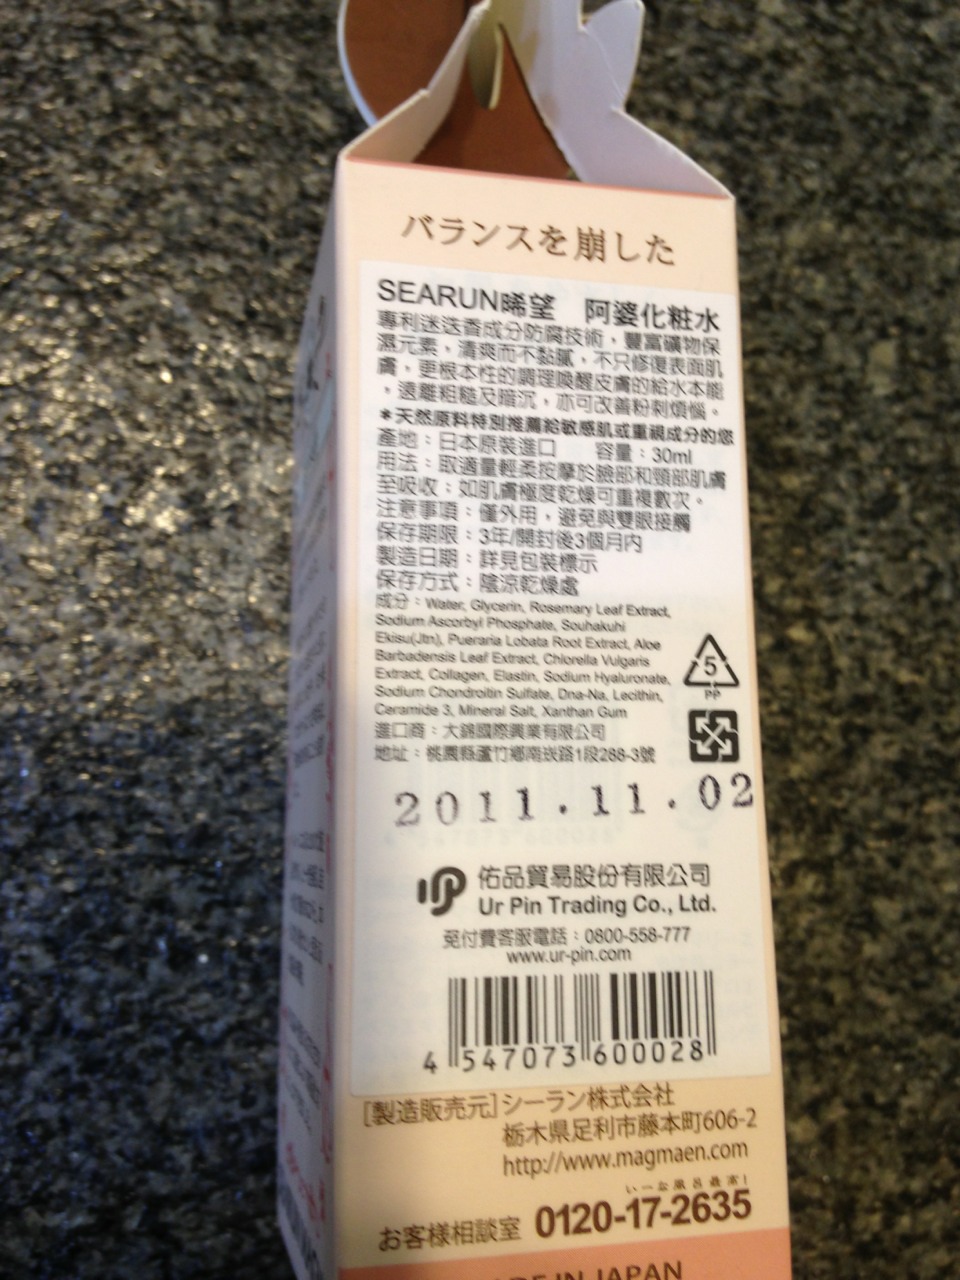 バランスを崩した
SEARUN晞望　阿婆化粧水
專利迷迭香成分防腐技術，豐富礦物保
濕元素，清爽而不黏膩，不只修復表面肌
膚，更根本性的調理喚醒皮膚的給水本能
，遠離粗糙及暗沉，亦可改善粉刺煩惱。
＊天然原料特別推薦給敏感肌或重視成分的您
產地：日本原裝進口　容量：30ml
用法：取適量輕柔按摩於臉部和頸部肌膚
至吸收；如肌膚極度乾燥可重複數次。
注意事項：僅外用，避免與雙眼接觸
保存期限：3年/開封後3個月內
製造日期：詳見包裝標示
保存方式：陰涼乾燥處
成分：Water, Glycerin, Rosemary Leaf Extract,
Sodium Ascorbyl Phosphate, Souhakuhi
Ekisu(Jtn), Pueraria Lobata Root Extract, Aloe
Barbadensis Leaf Extract, Chlorella Vulgaris
Extract, Collagen, Elastin, Sodium Hyaluronate,
Sodium Chondroitin Sulfate, Dna-Na, Lecithin,
Ceramide 3, Mineral Salt, Xanthan Gum
5
PP
進口商：大錦國際興業有限公司
地址：桃園縣蘆竹鄉南崁路1段288-3號
2011.11.02
佑品貿易股份有限公司
Ur Pin Trading Co., Ltd.
免付費客服電話：0800-558-777
www.ur-pin.com
4 547073 600028
[製造販売元]シーラン株式会社
栃木県足利市藤本町606-2
http://www.magmaen.com
いーな風呂最高!
お客様相談室 0120-17-2635
MADE IN JAPAN